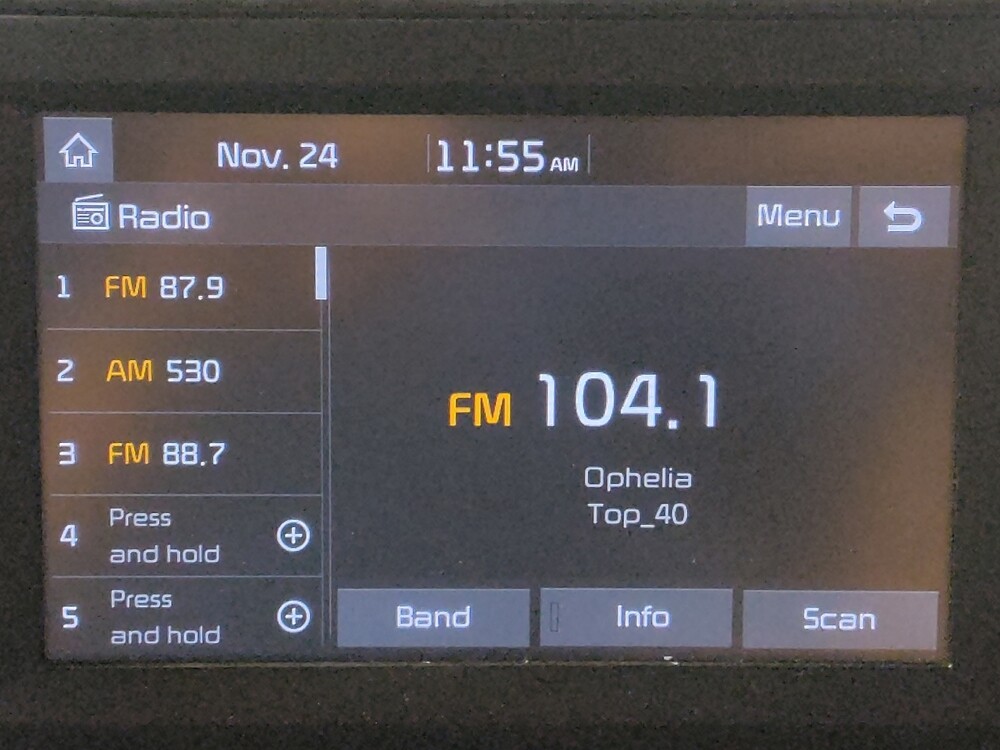 Nov. 24 11:55 AM
Radio Menu
1 FM 87.9
2 AM 530
3 FM 88.7
4 Press and hold
5 Press and hold
FM 104.1
Ophelia
Top_40
Band Info Scan